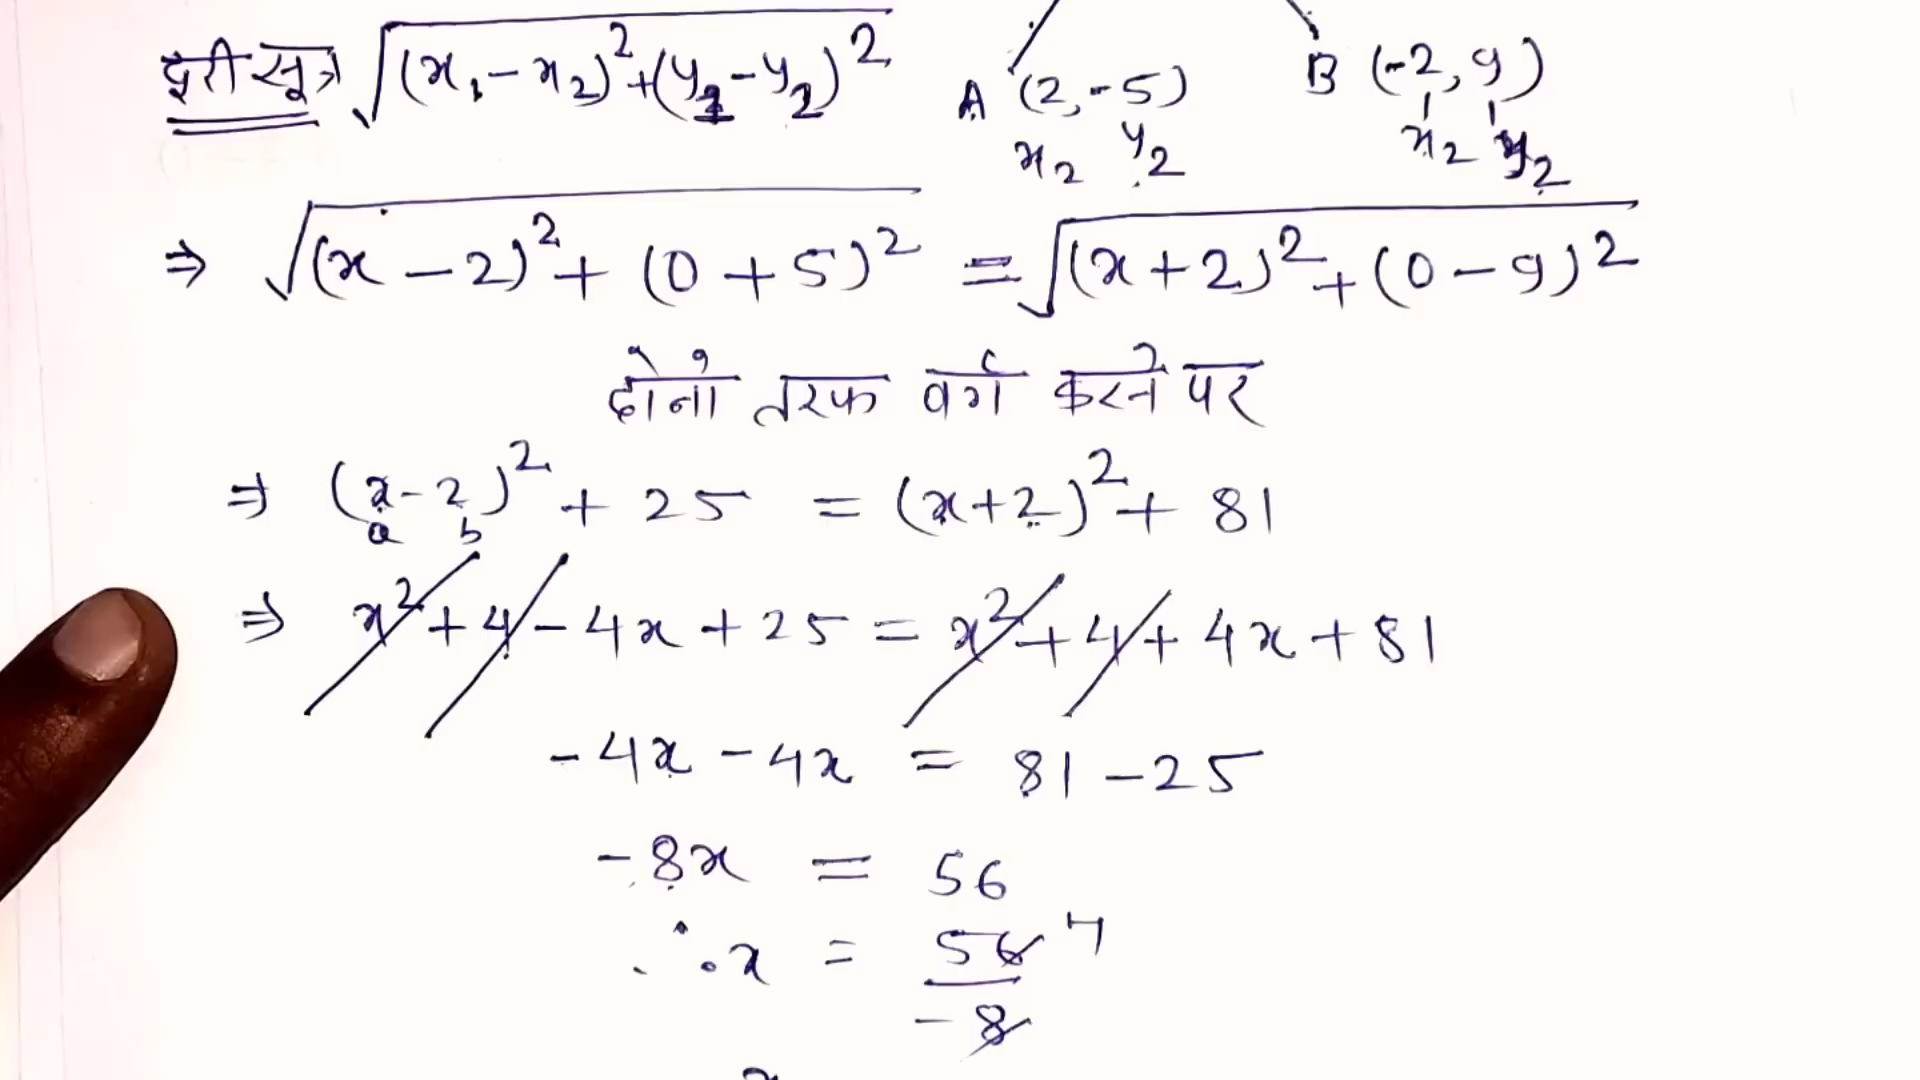 दूरी सूत्र √(x₁-x₂)²+(y₂-y₂)²
A (2,-5) B (-2,9)
x₂ y₂ x₂ y₂
⇒ √(x-2)²+(0+5)² = √(x+2)²+(0-9)²
दोनों तरफ वर्ग करने पर
⇒ (x-2)²+25 = (x+2)²+81
a b
⇒ x²+4-4x+25 = x²+4+4x+81
-4x-4x = 81-25
-8x = 56
∴ x = 56/-8 7